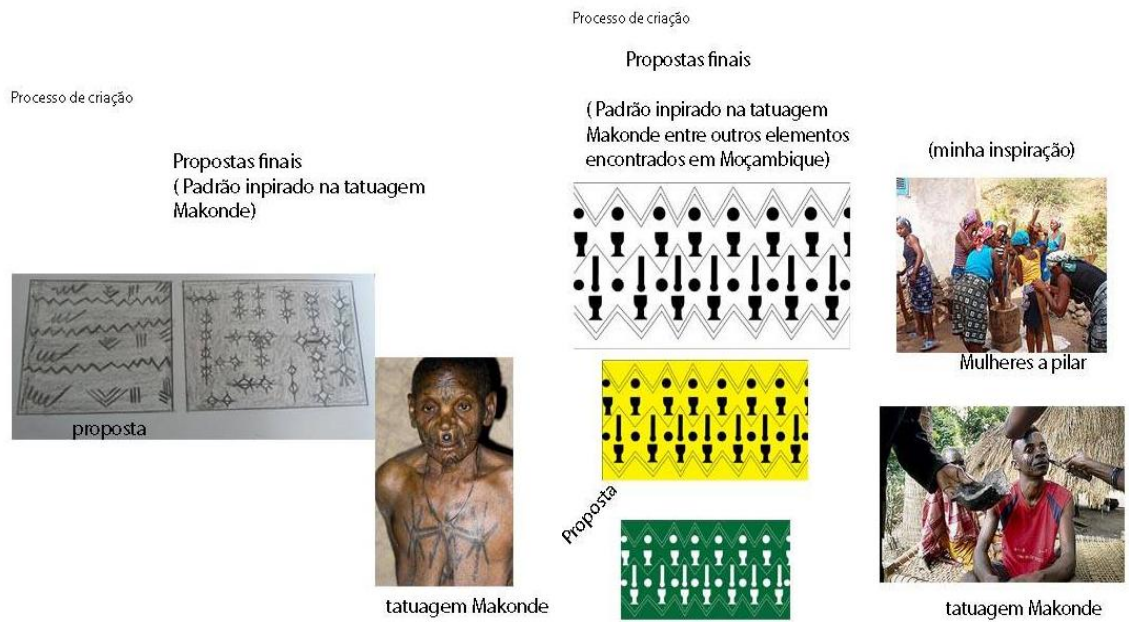 Processo de criação
Propostas finais
( Padrão inpirado na tatuagem
Makonde)
proposta
tatuagem Makonde
Processo de criação
Propostas finais
( Padrão inpirado na tatuagem
Makonde entre outros elementos
encontrados em Moçambique)
(minha inspiração)
Mulheres a pilar
Proposta
tatuagem Makonde